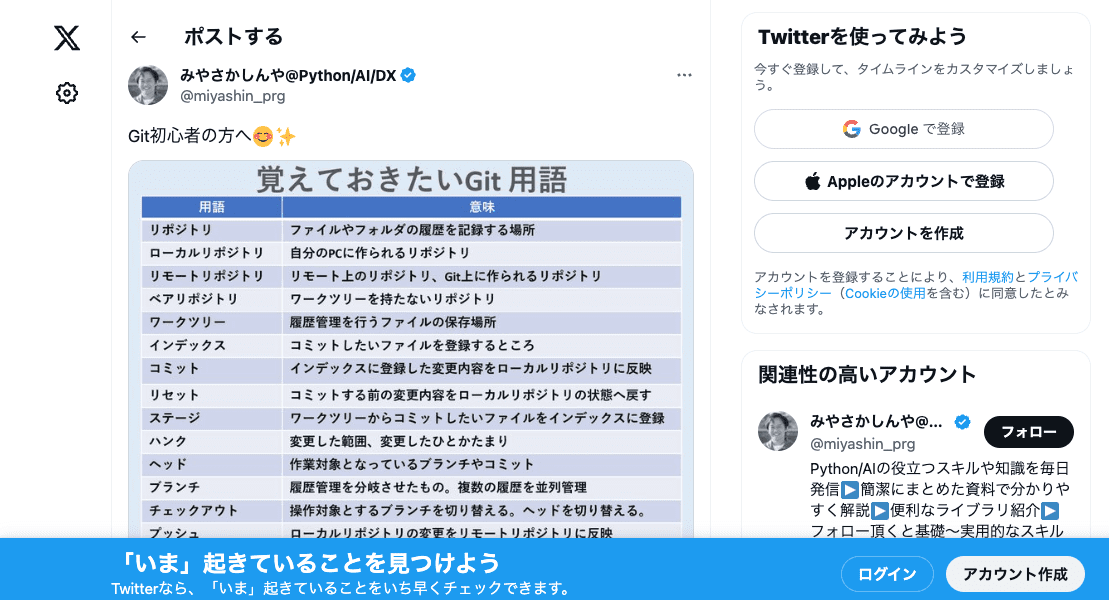 ポストする
みやさかしんや@Python/AI/DX
@miyashin_prg
Git初心者の方へ😊✨
覚えておきたいGit 用語
用語 意味
リポジトリ ファイルやフォルダの履歴を記録する場所
ローカルリポジトリ 自分のPCに作られるリポジトリ
リモートリポジトリ リモート上のリポジトリ、Git上に作られるリポジトリ
ベアリポジトリ ワークツリーを持たないリポジトリ
ワークツリー 履歴管理を行うファイルの保存場所
インデックス コミットしたいファイルを登録するところ
コミット インデックスに登録した変更内容をローカルリポジトリに反映
リセット コミットする前の変更内容をローカルリポジトリの状態へ戻す
ステージ ワークツリーからコミットしたいファイルをインデックスに登録
ハンク 変更した範囲、変更したひとかたまり
ヘッド 作業対象となっているブランチやコミット
ブランチ 履歴管理を分岐させたもの。複数の履歴を並列管理
チェックアウト 操作対象とするブランチを切り替える。ヘッドを切り替える。
プッシュ ローカルリポジトリの変更をリモートリポジトリに反映
Twitterを使ってみよう
今すぐ登録して、タイムラインをカスタマイズしましょ
う。
Google で登録
Appleのアカウントで登録
アカウントを作成
アカウントを登録することにより、利用規約とプライバ
シーポリシー（Cookieの使用を含む）に同意したとみ
なされます。
関連性の高いアカウント
みやさかしんや@...
@miyashin_prg
フォロー
Python/AIの役立つスキルや知識を毎日
発信▶️簡潔にまとめた資料で分かりや
すく解説▶️便利なライブラリ紹介▶️
フォロー頂くと基礎〜実用的なスキル
「いま」起きていることを見つけよう
Twitterなら、「いま」起きていることをいち早くチェックできます。
ログイン
アカウント作成